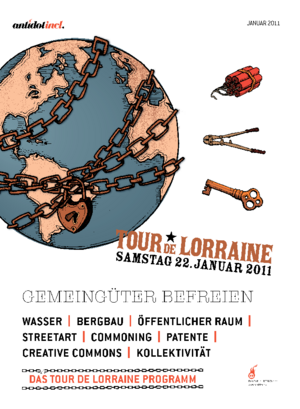 antidotincl.
JANUAR 2011
TOUR
DE LORRAINE
SAMSTAG 22. JANUAR 2011
GEMEINGÜTER BEFREIEN
WASSER | BERGBAU | ÖFFENTLICHER RAUM |
STREETART | COMMONING | PATENTE |
CREATIVE COMMONS | KOLLEKTIVITÄT
DAS TOUR DE LORRAINE PROGRAMM